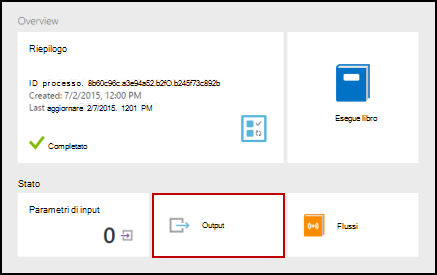 Overview
Riepilogo
ID processo. 8b60c96c.a3e94a52.b2fO.b245f73c892b
Created: 7/2/2015, 12:00 PM
Last aggiornare 2/7/2015, 1201 PM
Completato
Esegue libro
Stato
Parametri di input
0
Output
Flussi